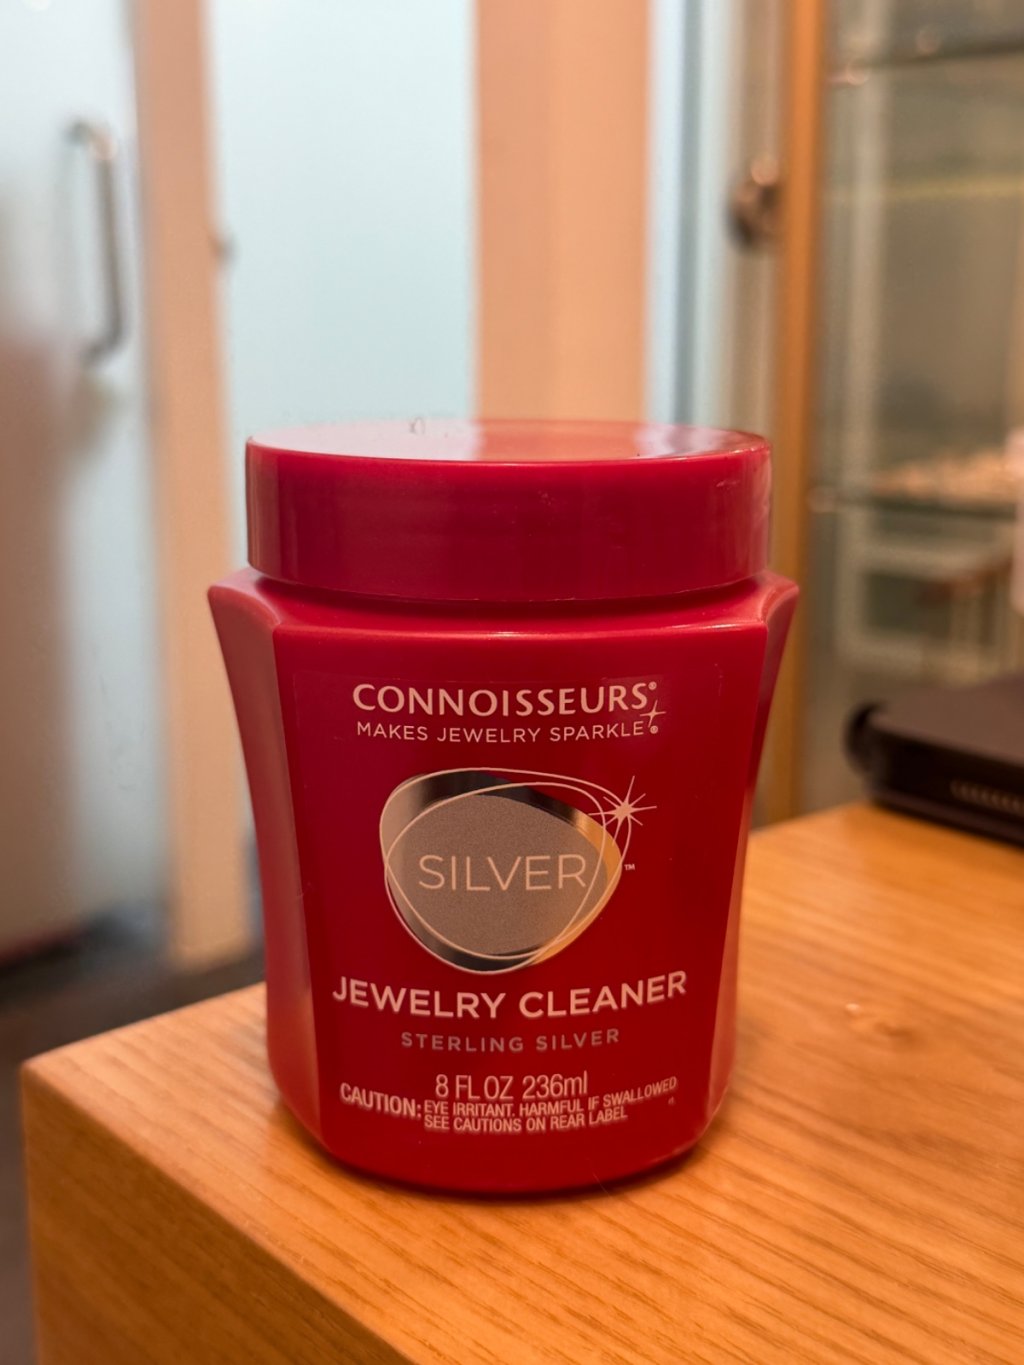 CONNOISSEURS®
MAKES JEWELRY SPARKLE®
SILVER™
JEWELRY CLEANER
STERLING SILVER
8 FL OZ 236ml
CAUTION: EYE IRRITANT. HARMFUL IF SWALLOWED
SEE CAUTIONS ON REAR LABEL